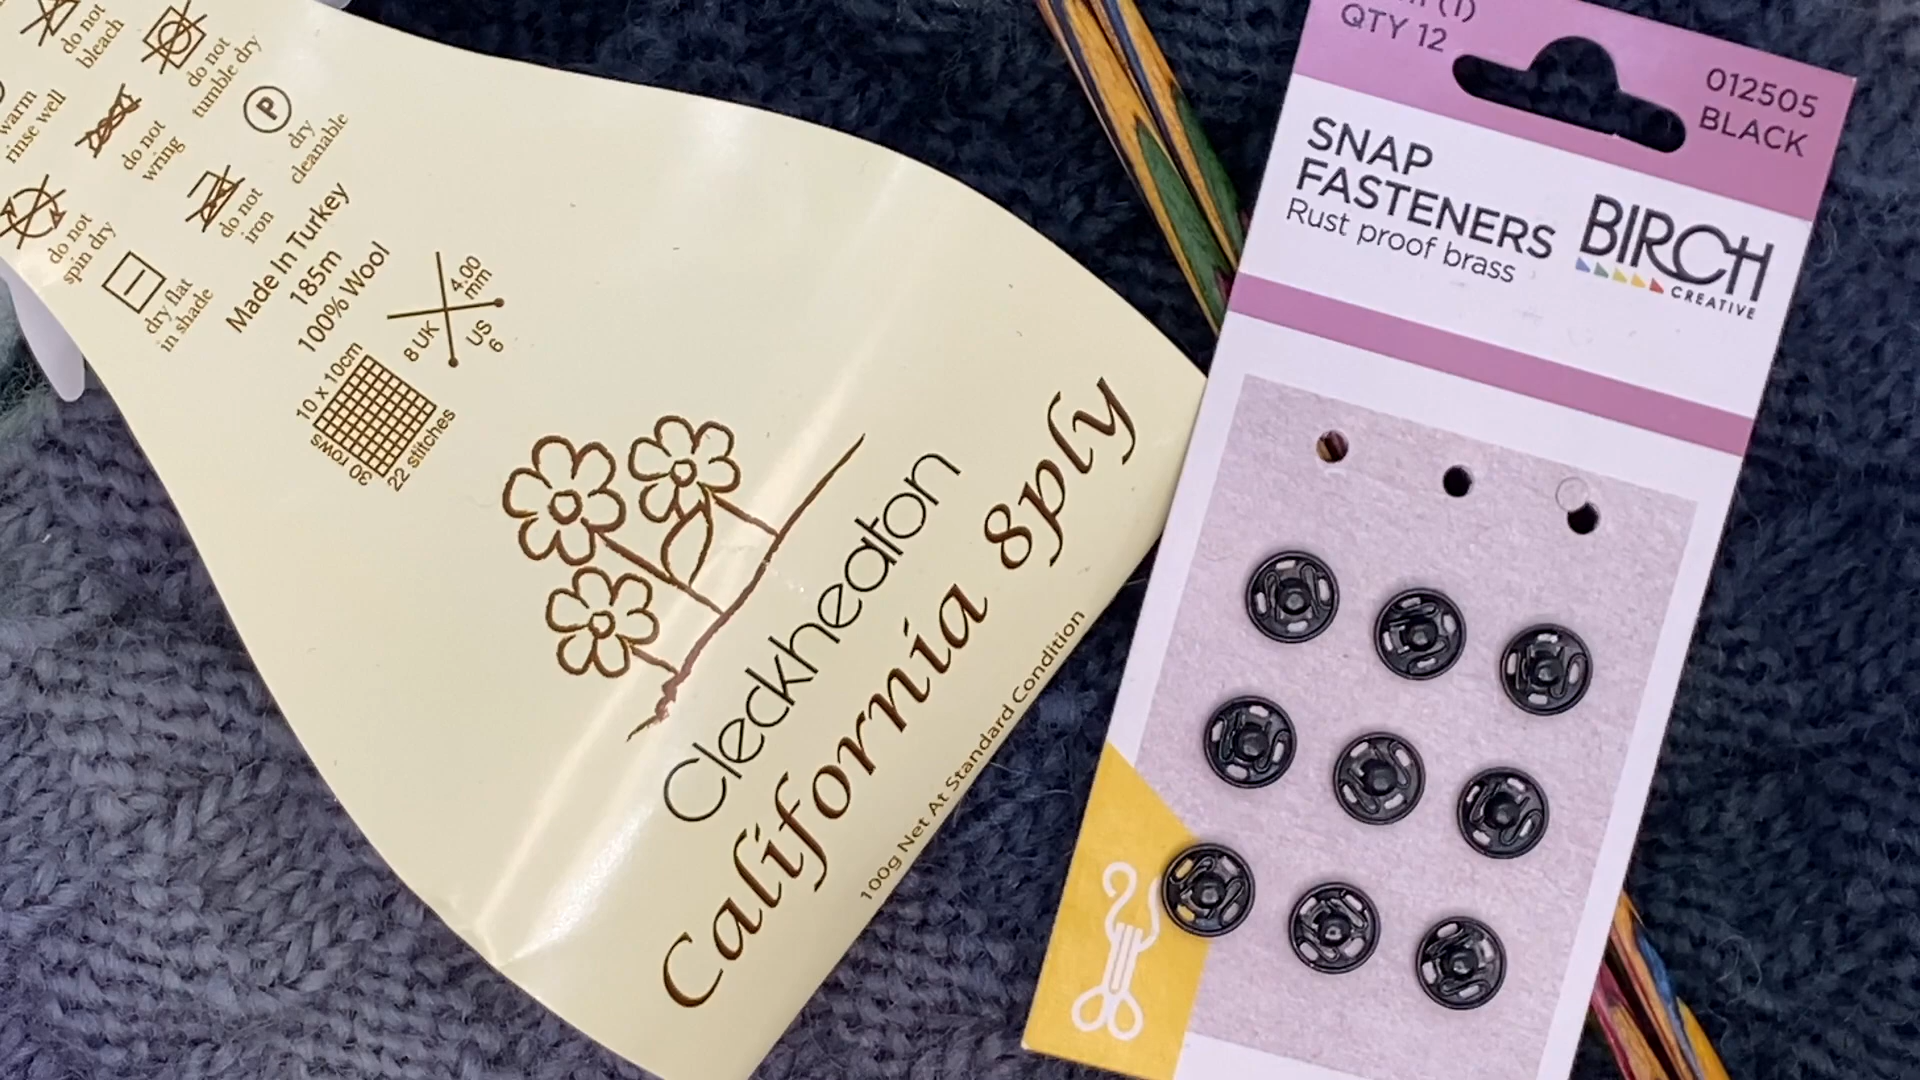 do not
bleach
do not
tumble dry
warm
rinse well
do not
wring
P
dry
cleanable
do not
spin dry
do not
iron
dry flat
in shade
Made In Turkey
185m
100% Wool
4.00
mm
8 UK
US
6
10 x 10cm
30 rows
22 stitches
Cleckheaton
California 8ply
100g Net At Standard Condition
(1)
QTY 12
012505
BLACK
SNAP
FASTENERS
Rust proof brass
BIRCH
CREATIVE